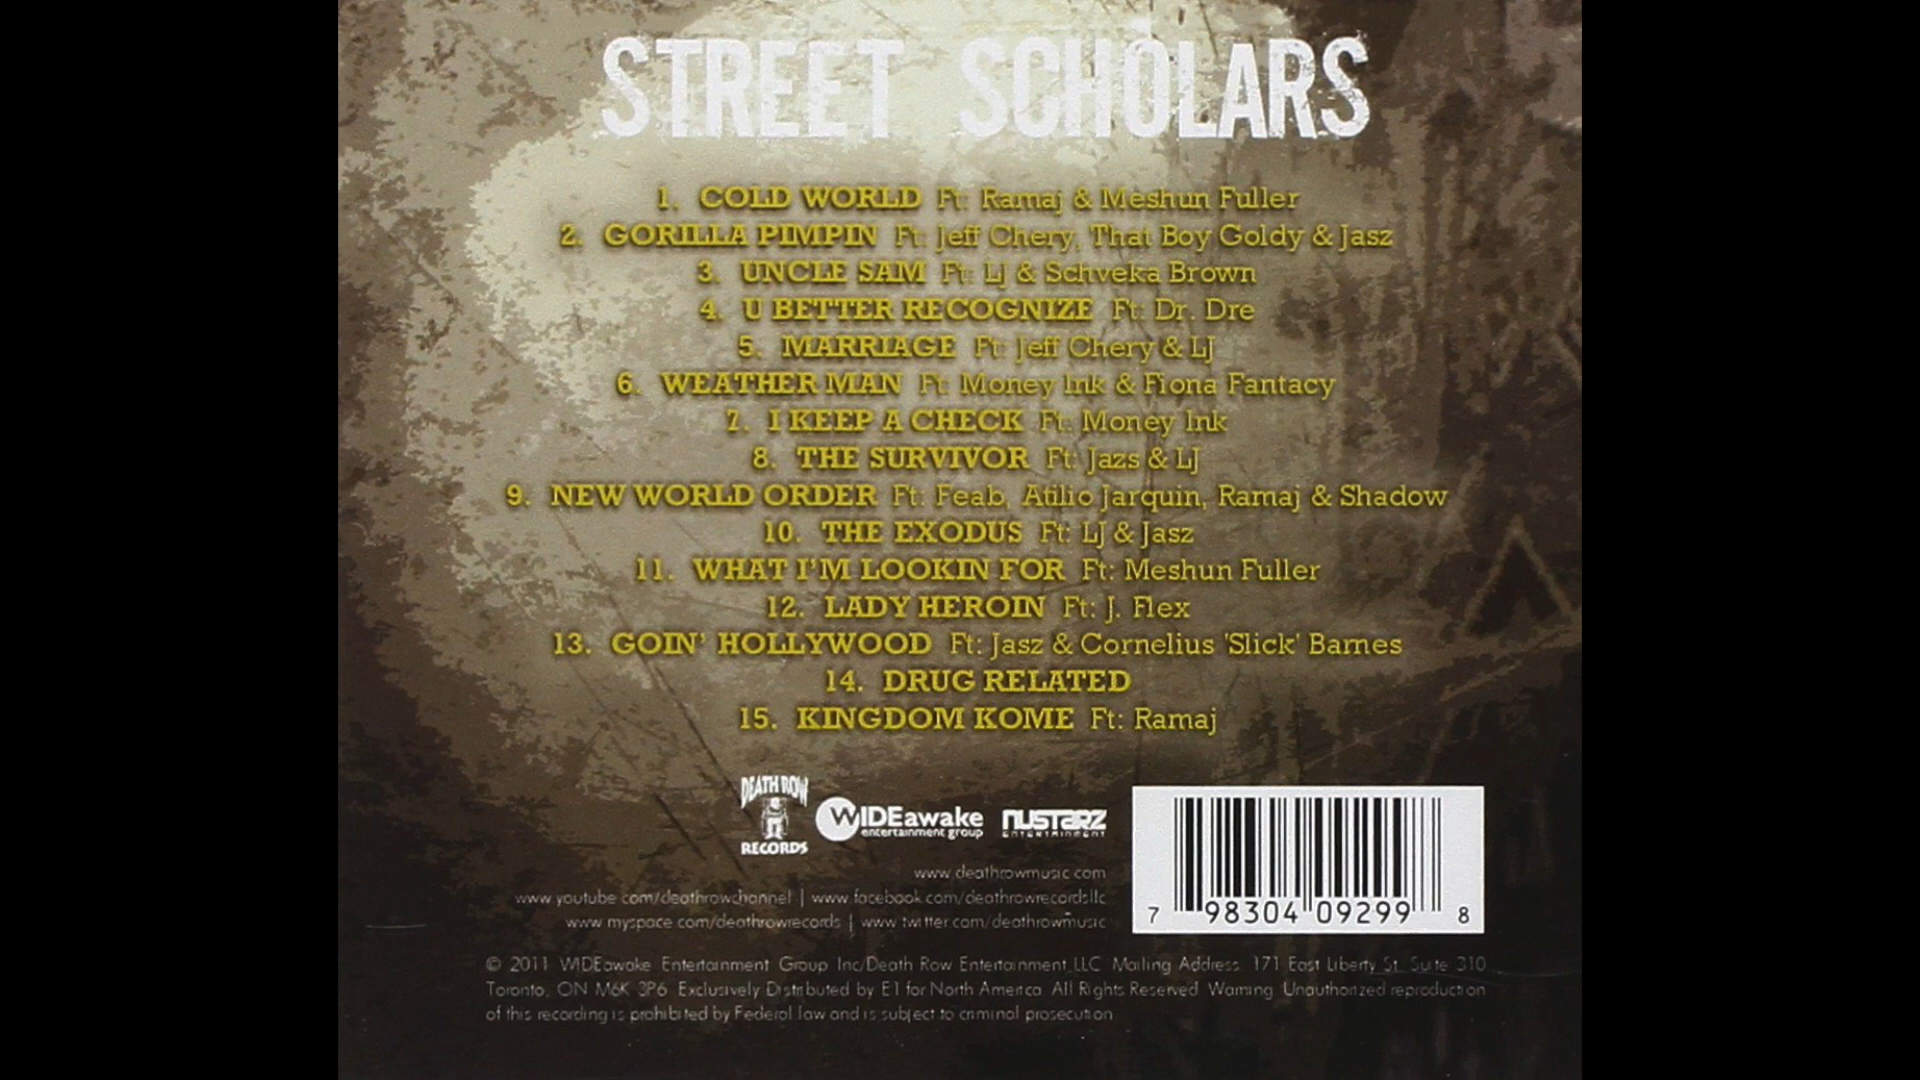 STREET SCHOLARS
1. COLD WORLD Ft: Ramaj & Meshun Fuller
2. GORILLA PIMPIN Ft: Jeff Chery, That Boy Goldy & Jasz
3. UNCLE SAM Ft: LJ & Schveka Brown
4. U BETTER RECOGNIZE Ft: Dr. Dre
5. MARRIAGE Ft: Jeff Chery & LJ
6. WEATHER MAN Ft: Money Ink & Fiona Fantacy
7. I KEEP A CHECK Ft: Money Ink
8. THE SURVIVOR Ft: Jazs & LJ
9. NEW WORLD ORDER Ft: Feab, Atilio Jarquin, Ramaj & Shadow
10. THE EXODUS Ft: LJ & Jasz
11. WHAT I'M LOOKIN FOR Ft: Meshun Fuller
12. LADY HEROIN Ft: J. Flex
13. GOIN' HOLLYWOOD Ft: Jasz & Cornelius 'Slick' Barnes
14. DRUG RELATED
15. KINGDOM KOME Ft: Ramaj
DEATH ROW
RECORDS
WIDEawake
entertainment group
NUSTARZ
ENTERTAINMENT
www.deathrowmusic.com
www.youtube.com/deathrowchannel | www.facebook.com/deathrowrecordsllc
www.myspace.com/deathrowrecords | www.twitter.com/deathrowmusic
7 98304 09299 8
© 2011 WIDEawake Entertainment Group Inc/Death Row Entertainment LLC Mailing Address: 171 East Liberty St. Suite 310
Toronto, ON M6K 3P6 Exclusively Distributed by E1 for North America. All Rights Reserved. Warning: Unauthorized reproduction
of this recording is prohibited by Federal law and is subject to criminal prosecution